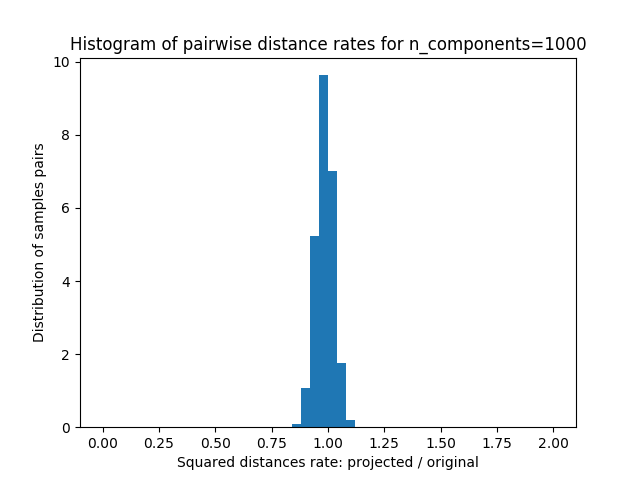 Histogram of pairwise distance rates for n_components=1000
10
8
6
4
2
0
Distribution of samples pairs
0.00 0.25 0.50 0.75 1.00 1.25 1.50 1.75 2.00
Squared distances rate: projected / original